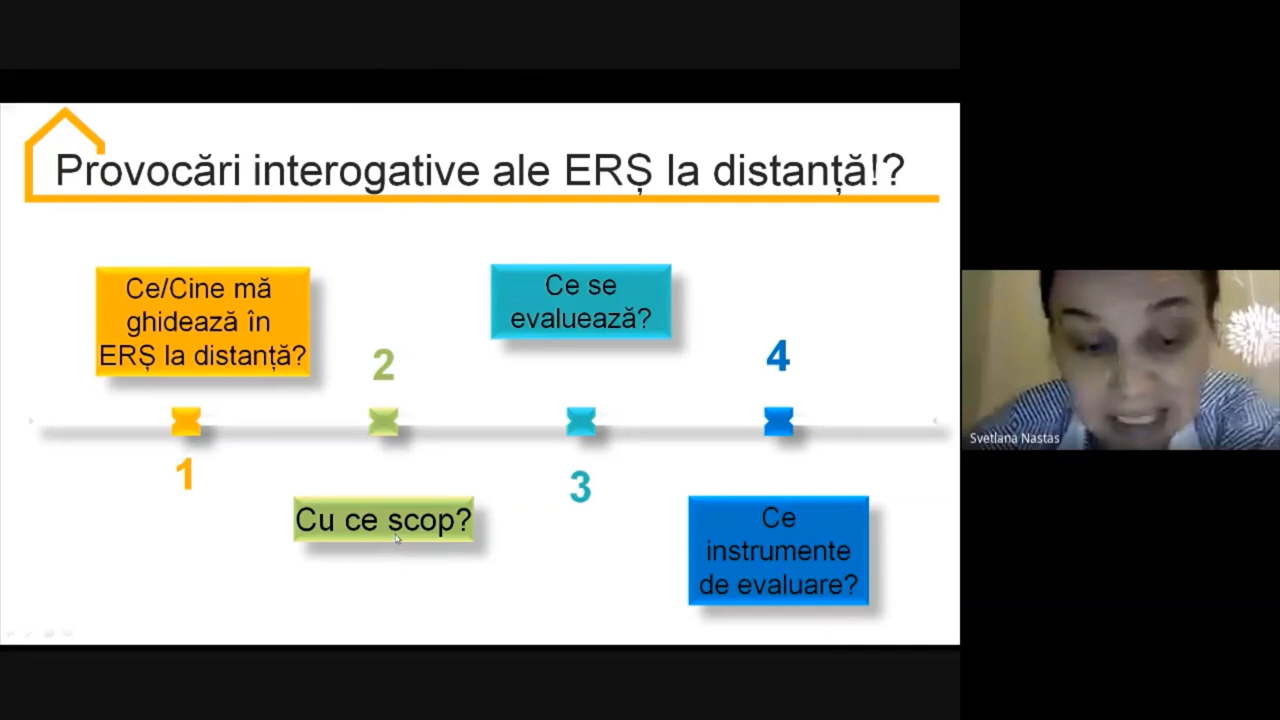 Provocări interogative ale ERȘ la distanță!?
Ce/Cine mă
ghidează în
ERȘ la distanță?
1
2
Cu ce scop?
Ce se
evaluează?
3
4
Ce
instrumente
de evaluare?
Svetlana Nastas